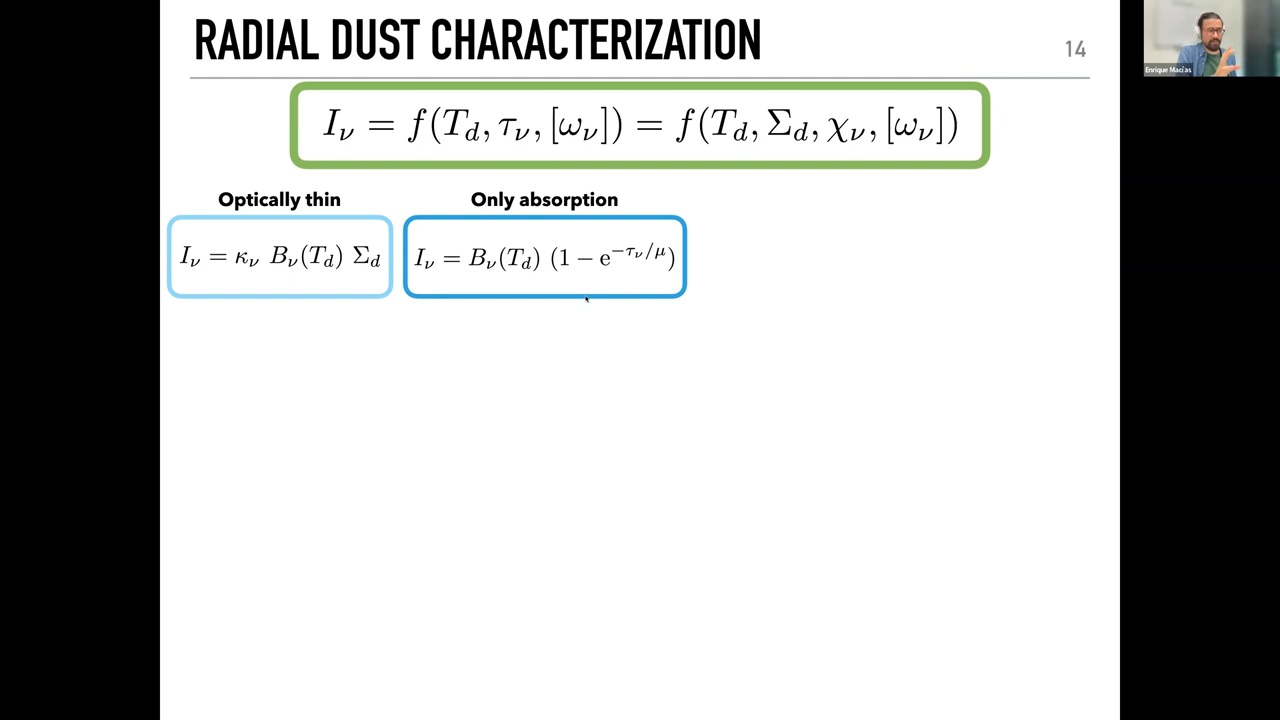 RADIAL DUST CHARACTERIZATION
14
Enrique Macías
I_ν = f(T_d, τ_ν, [ω_ν]) = f(T_d, Σ_d, χ_ν, [ω_ν])
Optically thin
Only absorption
I_ν = κ_ν B_ν(T_d) Σ_d
I_ν = B_ν(T_d) (1 − e^{−τ_ν/μ})